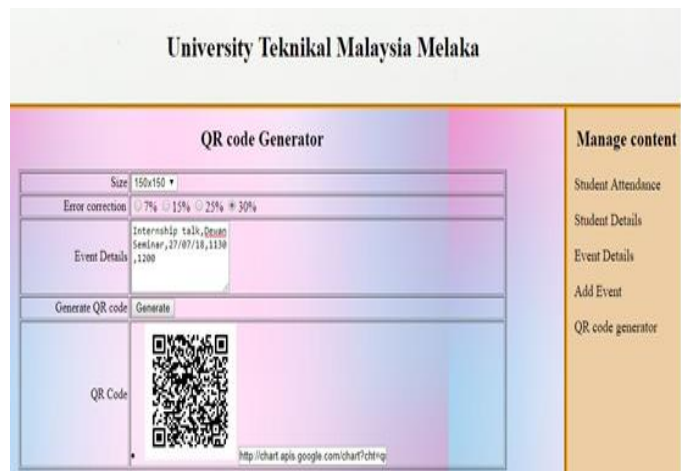 University Teknikal Malaysia Melaka
QR code Generator
Size 150x150
Error correction 7% 15% 25% 30%
Event Details
Internship talk,Dewan
Seminar,27/07/18,1130
,1200
Generate QR code Generate
QR Code
http://chart.apis.google.com/chart?cht=q
Manage content
Student Attendance
Student Details
Event Details
Add Event
QR code generator